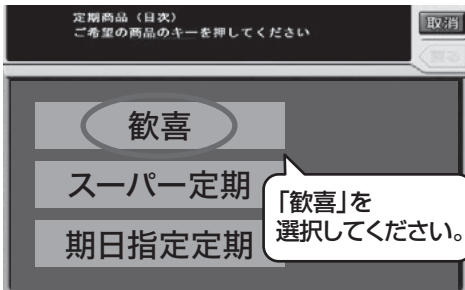 定期商品（目次）
ご希望の商品のキーを押してください
取消
戻る
歓喜
スーパー定期
期日指定定期
「歓喜」を
選択してください。